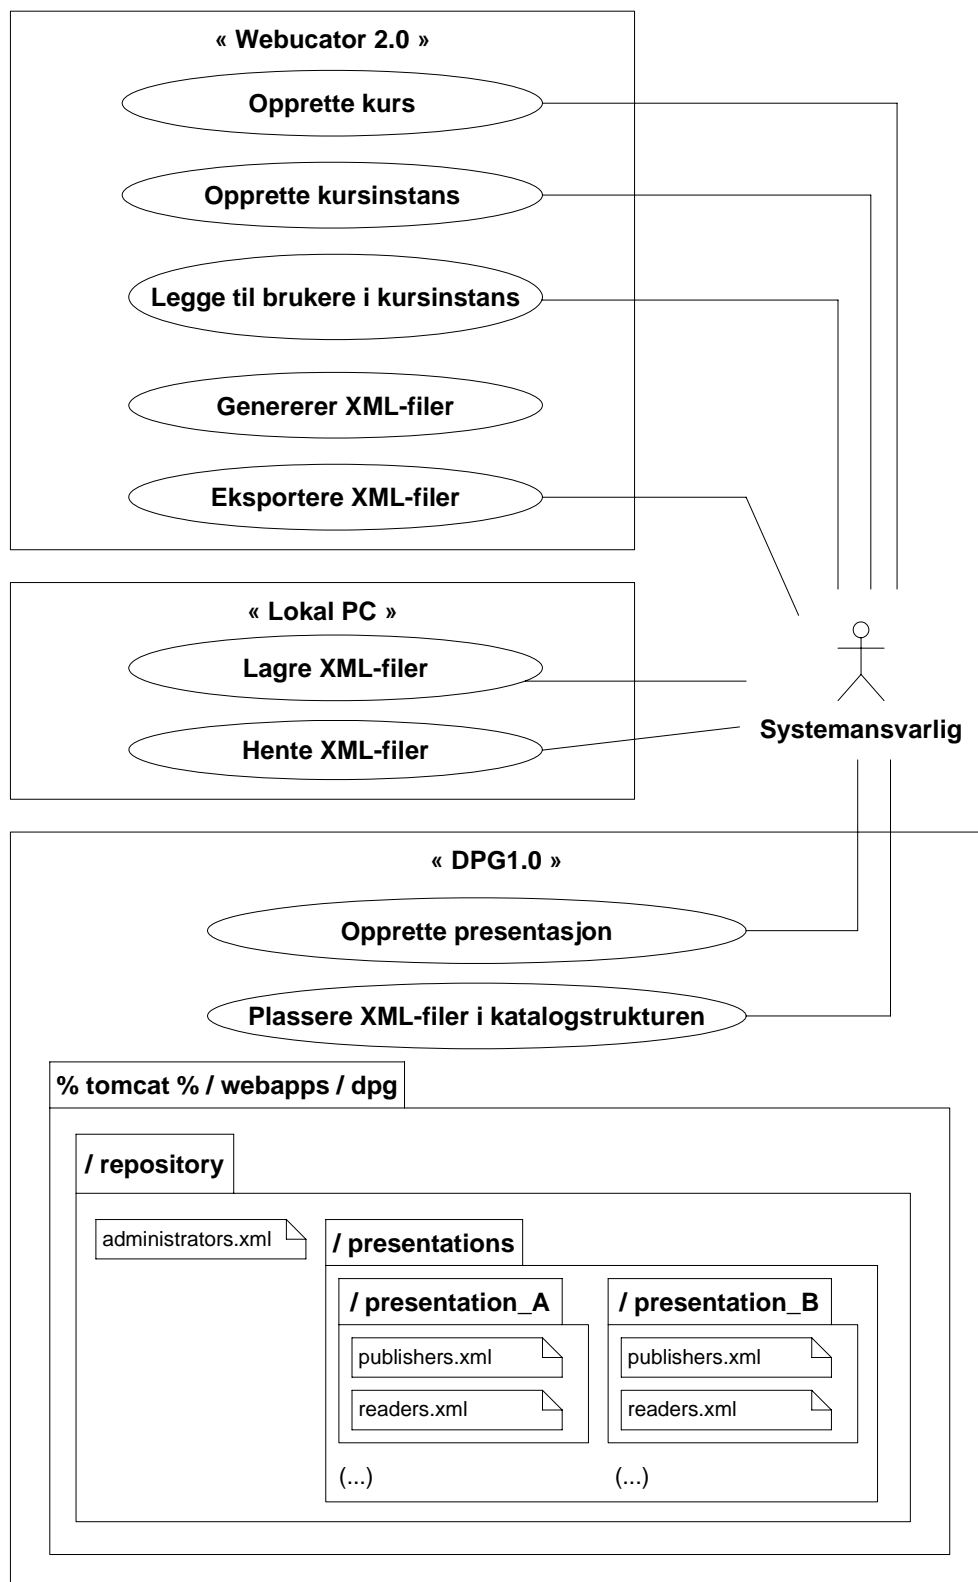 « Webucator 2.0 »
Opprette kurs
Opprette kursinstans
Legge til brukere i kursinstans
Genererer XML-filer
Eksportere XML-filer
« Lokal PC »
Lagre XML-filer
Hente XML-filer
Systemansvarlig
« DPG1.0 »
Opprette presentasjon
Plassere XML-filer i katalogstrukturen
% tomcat % / webapps / dpg
/ repository
administrators.xml
/ presentations
/ presentation_A
publishers.xml
readers.xml
(...)
/ presentation_B
publishers.xml
readers.xml
(...)